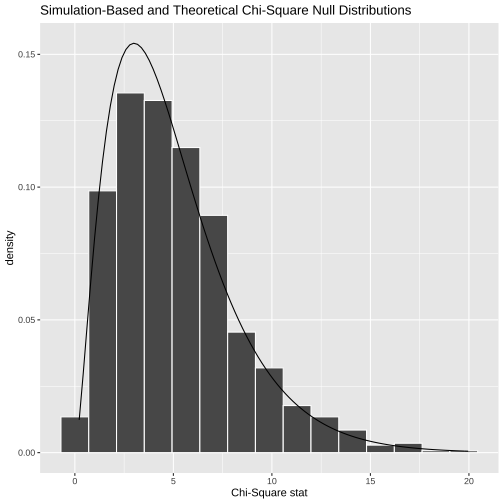 Simulation-Based and Theoretical Chi-Square Null Distributions
0.15
0.10
density
0.05
0.00
0 5 10 15 20
Chi-Square stat